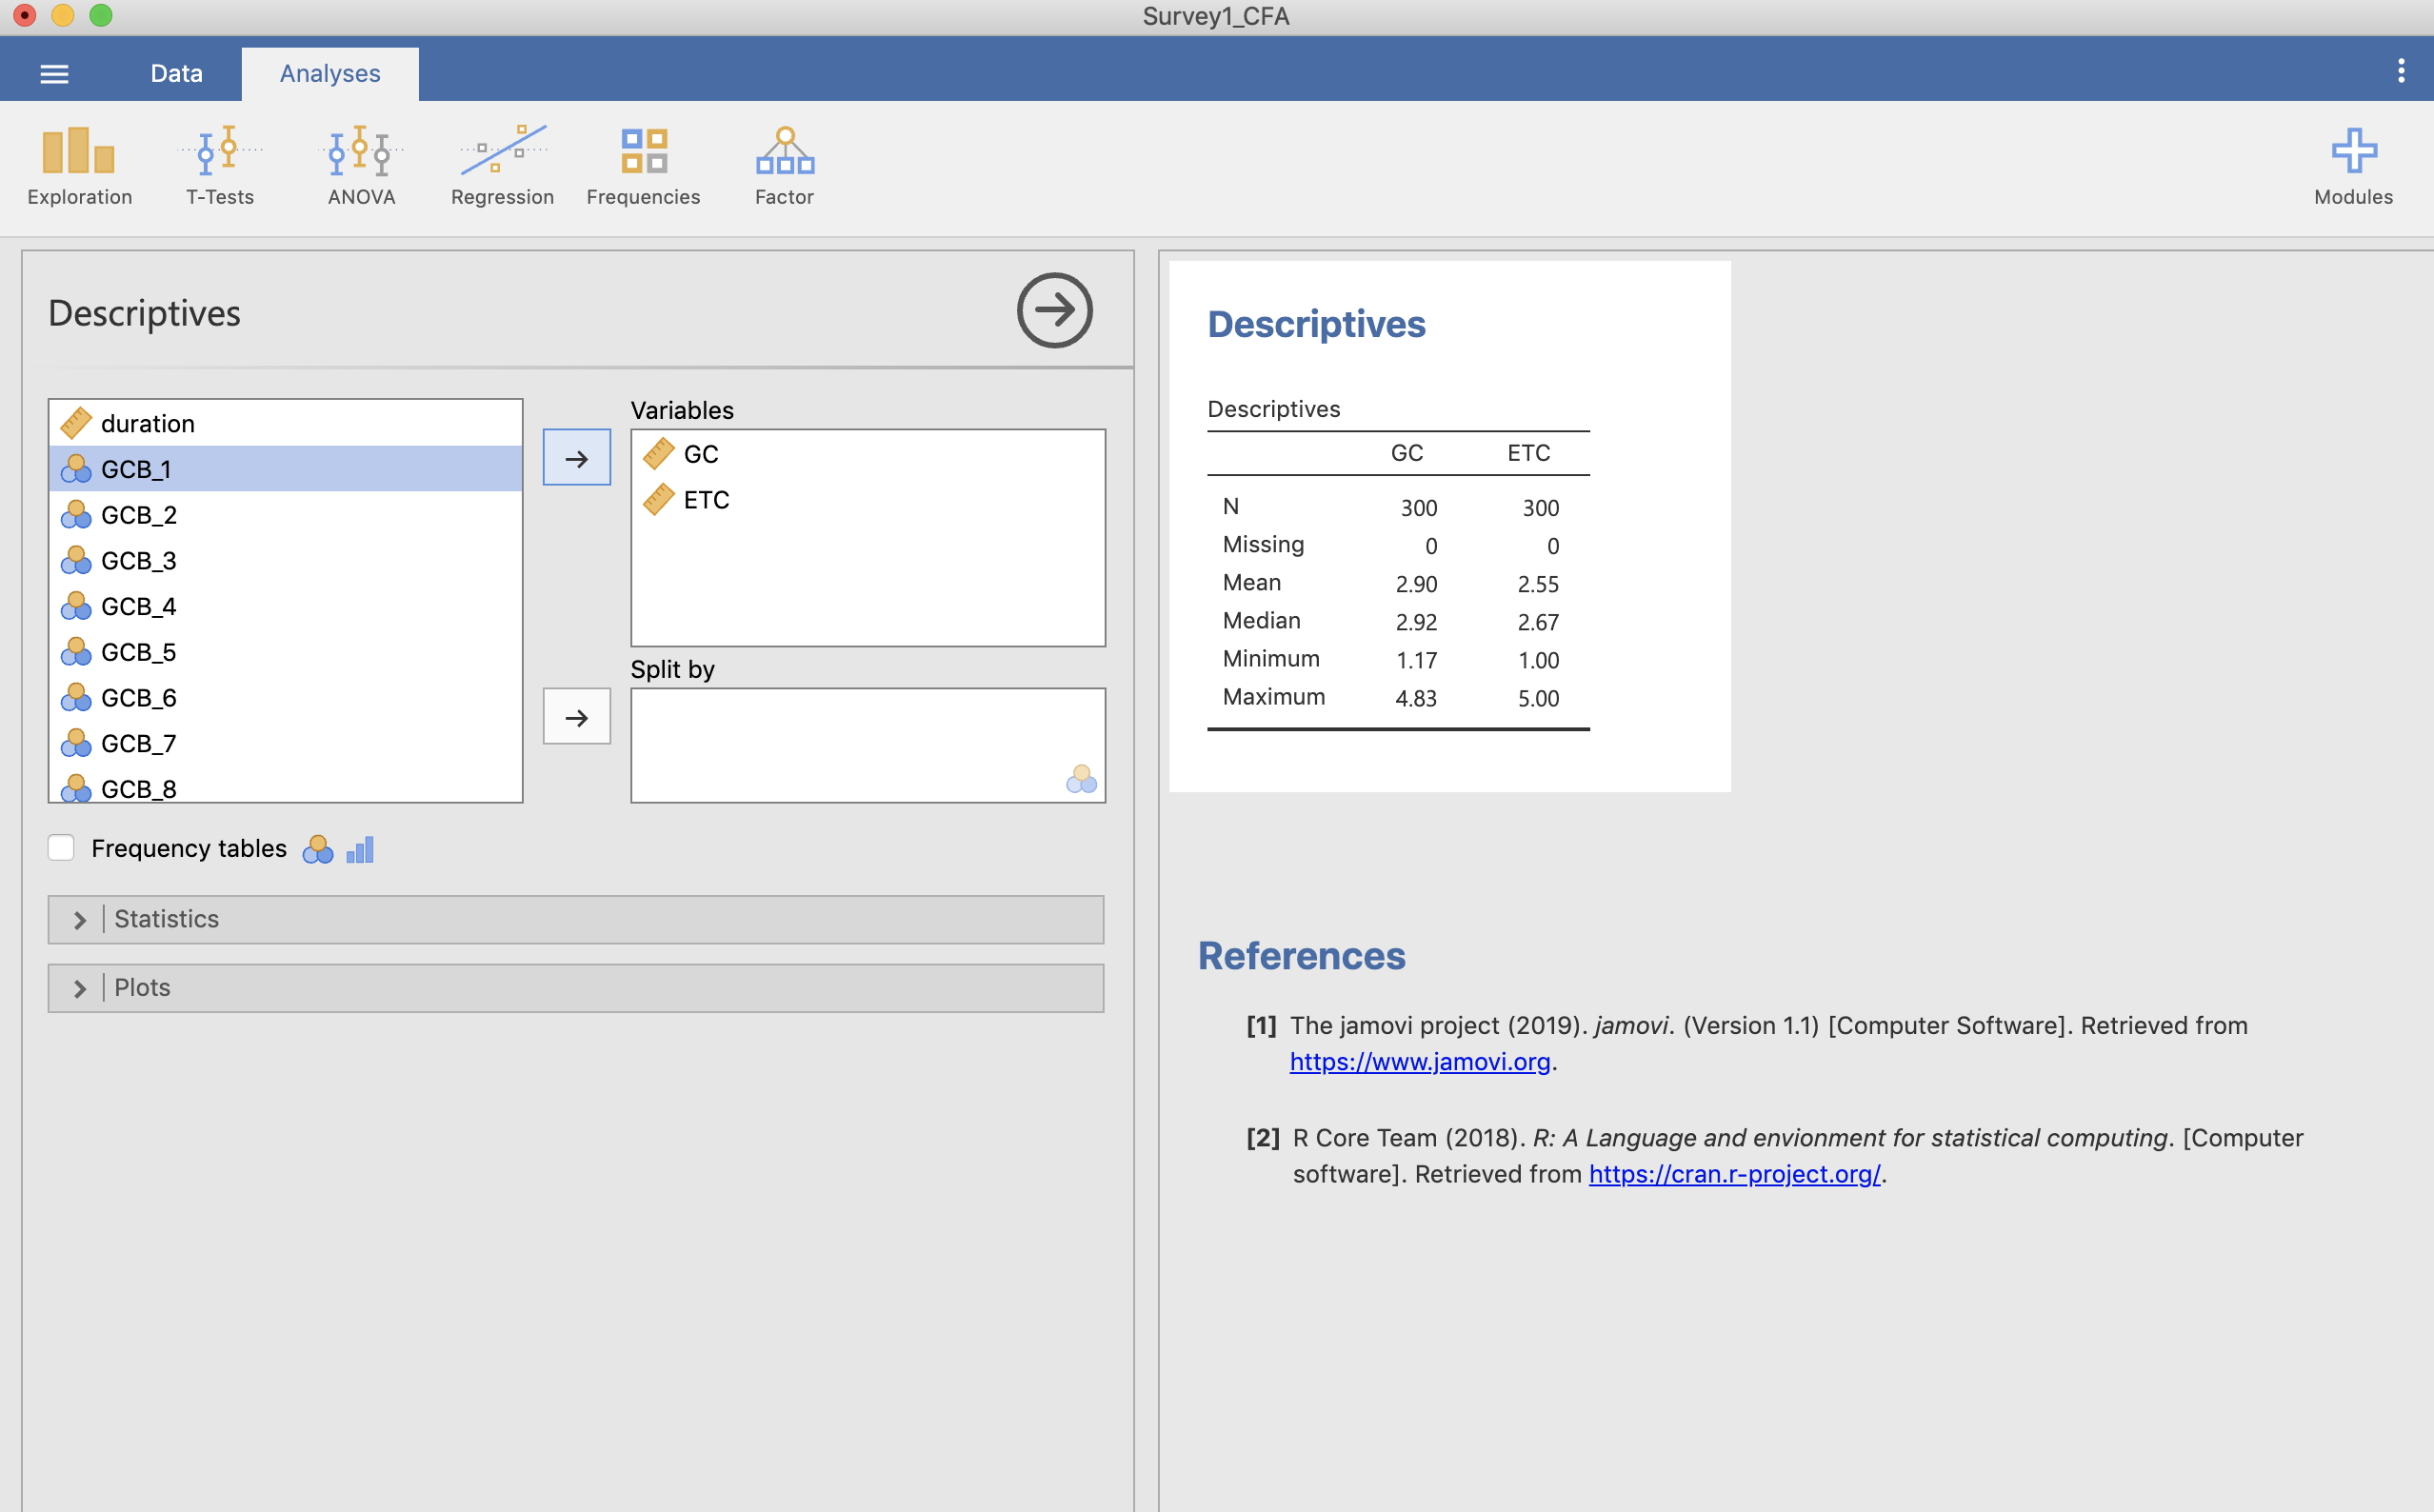 Survey1_CFA
Data
Analyses
Exploration
T-Tests
ANOVA
Regression
Frequencies
Factor
Modules
Descriptives
duration
GCB_1
GCB_2
GCB_3
GCB_4
GCB_5
GCB_6
GCB_7
GCB_8
Variables
GC
ETC
Split by
Frequency tables
Statistics
Plots
Descriptives
Descriptives
GC ETC
N 300 300
Missing 0 0
Mean 2.90 2.55
Median 2.92 2.67
Minimum 1.17 1.00
Maximum 4.83 5.00
References
[1] The jamovi project (2019). jamovi. (Version 1.1) [Computer Software]. Retrieved from
https://www.jamovi.org.
[2] R Core Team (2018). R: A Language and envionment for statistical computing. [Computer
software]. Retrieved from https://cran.r-project.org/.